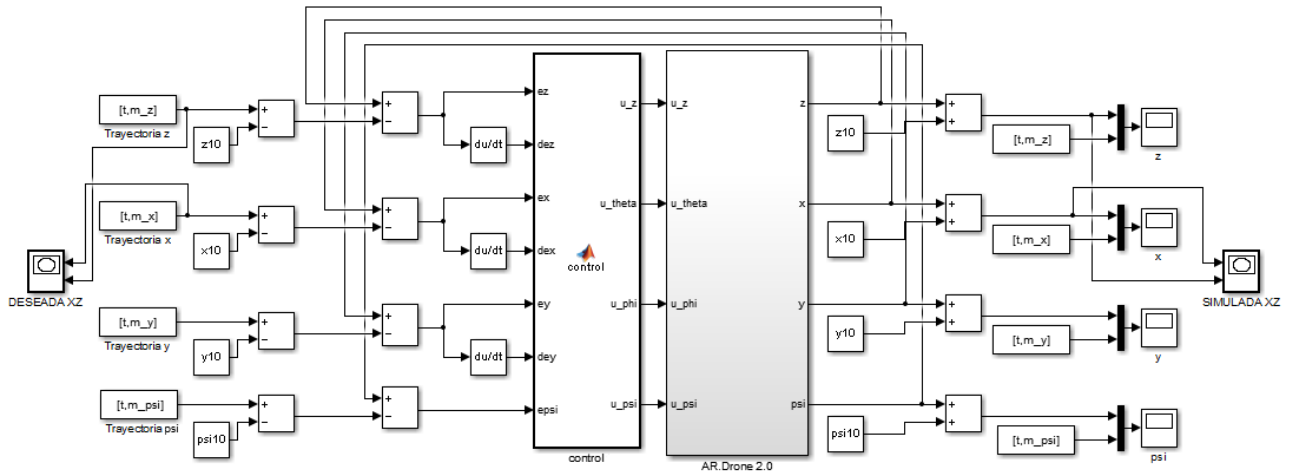 [t,m_z]
Trayectoria z
z10
+
−
+
−
du/dt
ez
dez
u_z
u_z
z
z10
+
+
[t,m_z]
z
[t,m_x]
Trayectoria x
x10
+
−
+
−
du/dt
ex
dex
u_theta
u_theta
x
x10
+
+
[t,m_x]
x
control
DESEADA XZ
SIMULADA XZ
[t,m_y]
Trayectoria y
y10
+
−
+
−
du/dt
ey
dey
u_phi
u_phi
y
y10
+
+
[t,m_y]
y
[t,m_psi]
Trayectoria psi
psi10
+
−
+
−
epsi
u_psi
u_psi
psi
psi10
+
+
[t,m_psi]
psi
control
AR.Drone 2.0